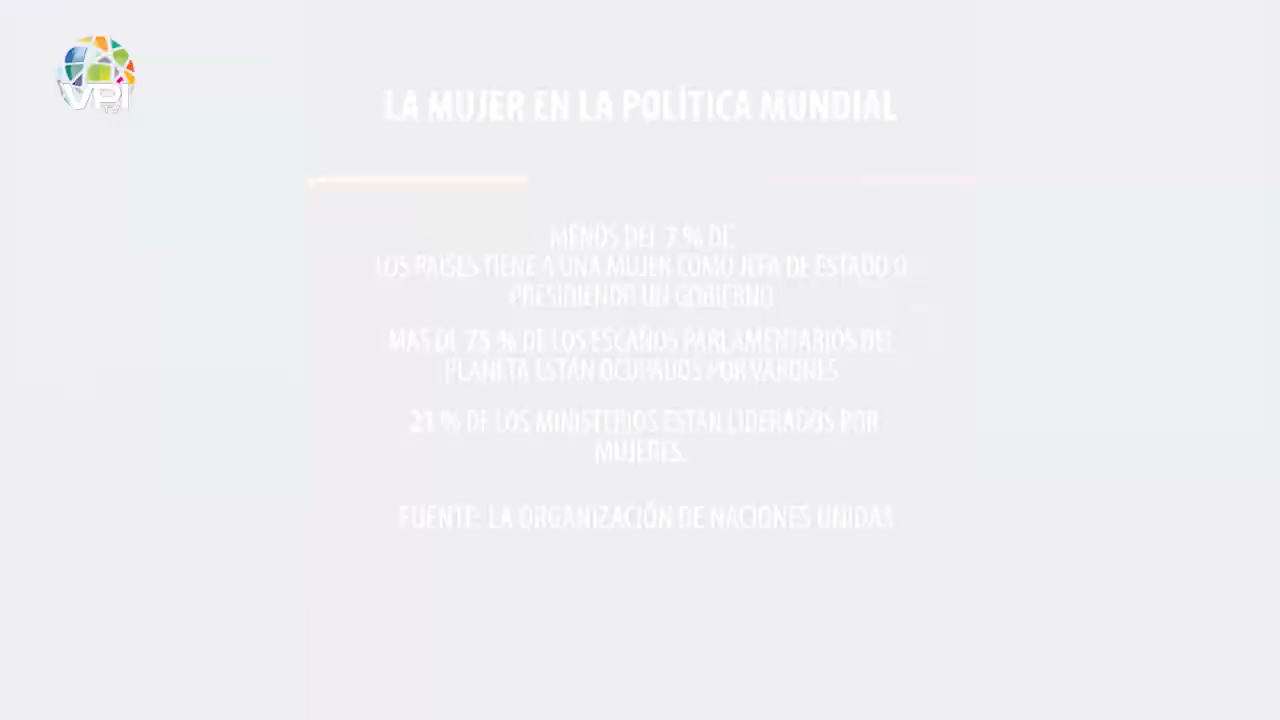 VPI
TV
LA MUJER EN LA POLÍTICA MUNDIAL
MENOS DEL 7 % DE
LOS PAÍSES TIENE A UNA MUJER COMO JEFA DE ESTADO O
PRESIDIENDO UN GOBIERNO
MÁS DE 75 % DE LOS ESCAÑOS PARLAMENTARIOS DEL
PLANETA ESTÁN OCUPADOS POR VARONES
21 % DE LOS MINISTERIOS ESTÁN LIDERADOS POR
MUJERES.
FUENTE: LA ORGANIZACIÓN DE NACIONES UNIDAS